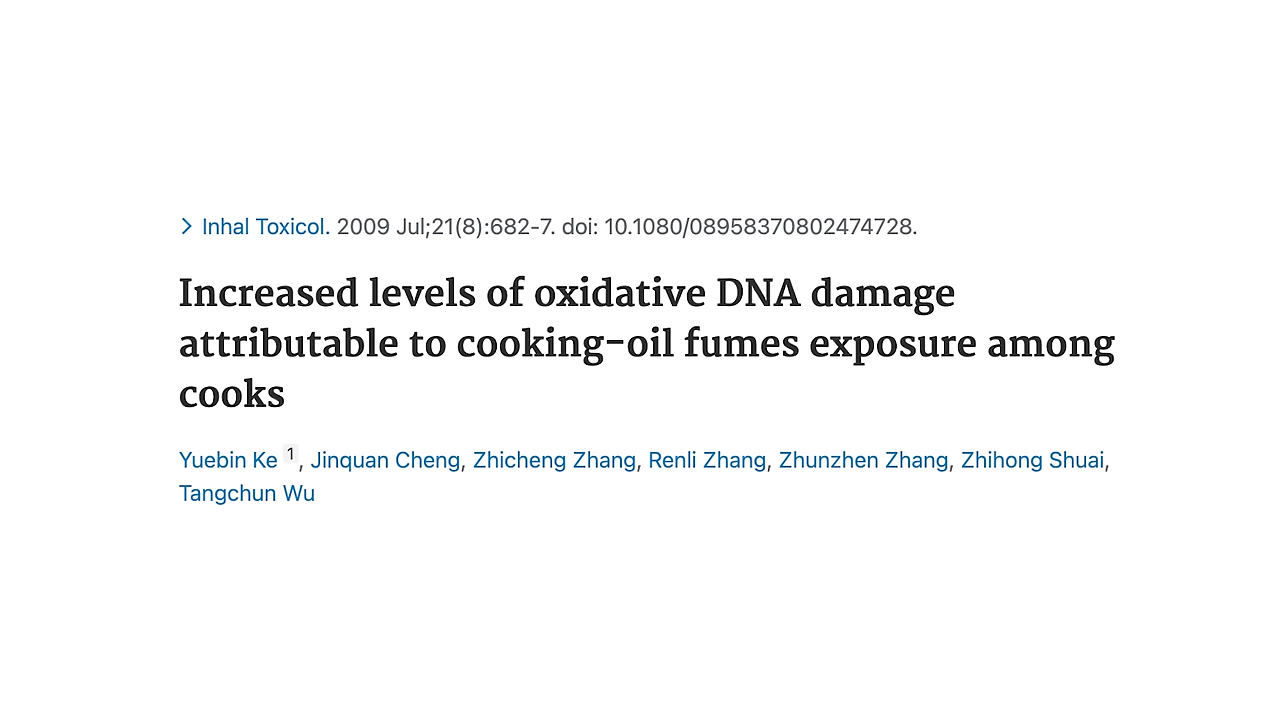 > Inhal Toxicol. 2009 Jul;21(8):682-7. doi: 10.1080/08958370802474728.
Increased levels of oxidative DNA damage
attributable to cooking-oil fumes exposure among
cooks
Yuebin Ke 1, Jinquan Cheng, Zhicheng Zhang, Renli Zhang, Zhunzhen Zhang, Zhihong Shuai,
Tangchun Wu